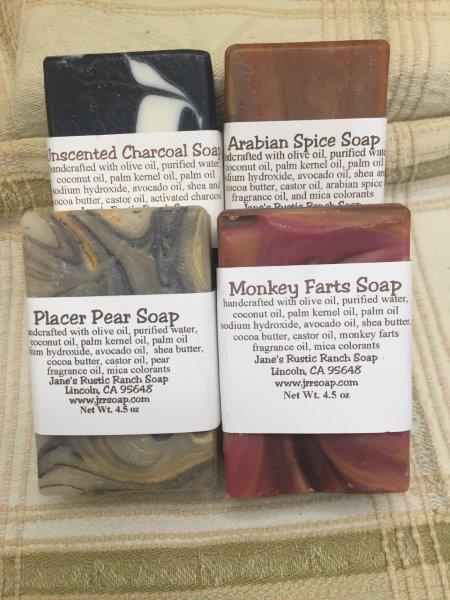 Unscented Charcoal Soap
handcrafted with olive oil, purified water,
coconut oil, palm kernel oil, palm oil
sodium hydroxide, avocado oil, shea and
cocoa butter, castor oil, activated charcoal
Jane's Rustic Ranch Soap
Arabian Spice Soap
handcrafted with olive oil, purified water,
coconut oil, palm kernel oil, palm oil
sodium hydroxide, avocado oil, shea and
cocoa butter, castor oil, arabian spice
fragrance oil, and mica colorants
Jane's Rustic Ranch Soap
Placer Pear Soap
handcrafted with olive oil, purified water,
coconut oil, palm kernel oil, palm oil
sodium hydroxide, avocado oil, shea butter,
cocoa butter, castor oil, pear
fragrance oil, mica colorants
Jane's Rustic Ranch Soap
Lincoln, CA 95648
www.jrrsoap.com
Net Wt. 4.5 oz
Monkey Farts Soap
handcrafted with olive oil, purified water,
coconut oil, palm kernel oil, palm oil
sodium hydroxide, avocado oil, shea butter,
cocoa butter, castor oil, monkey farts
fragrance oil, mica colorants
Jane's Rustic Ranch Soap
Lincoln, CA 95648
www.jrrsoap.com
Net Wt. 4.5 oz